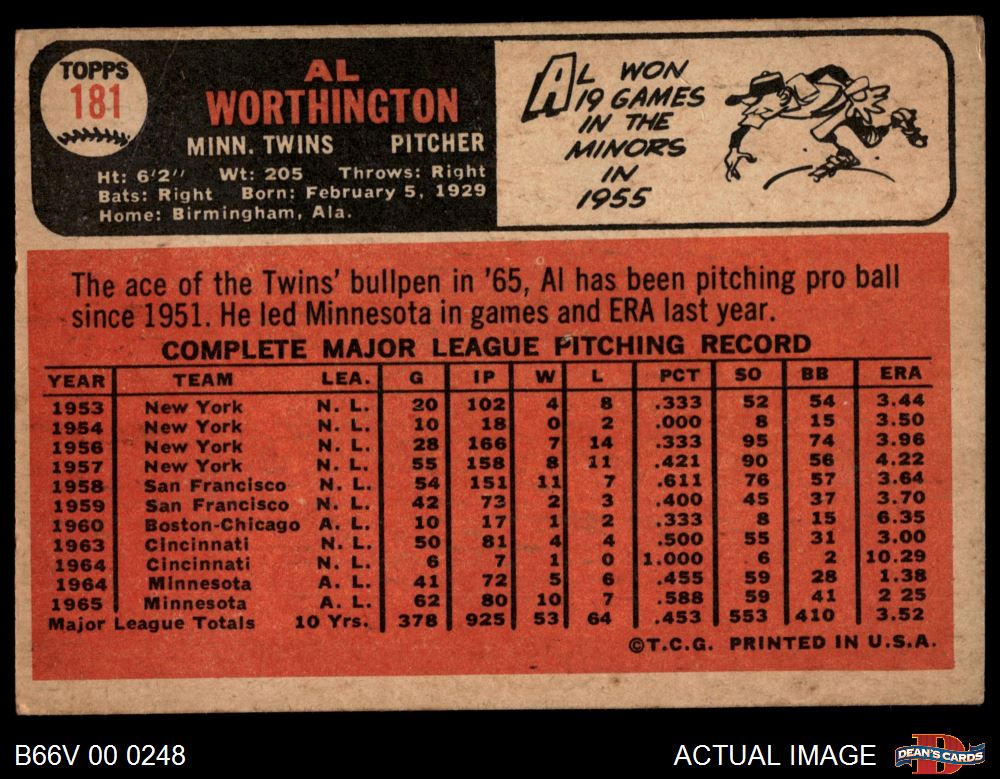 TOPPS
181
AL
WORTHINGTON
MINN. TWINS PITCHER
Ht: 6'2" Wt: 205 Throws: Right
Bats: Right Born: February 5, 1929
Home: Birmingham, Ala.
AL WON
19 GAMES
IN THE
MINORS
IN
1955
The ace of the Twins' bullpen in '65, Al has been pitching pro ball
since 1951. He led Minnesota in games and ERA last year.
COMPLETE MAJOR LEAGUE PITCHING RECORD
YEAR TEAM LEA. G IP W L PCT SO BB ERA
1953 New York N. L. 20 102 4 8 .333 52 54 3.44
1954 New York N. L. 10 18 0 2 .000 8 15 3.50
1956 New York N. L. 28 166 7 14 .333 95 74 3.96
1957 New York N. L. 55 158 8 11 .421 90 56 4.22
1958 San Francisco N. L. 54 151 11 7 .611 76 57 3.64
1959 San Francisco N. L. 42 73 2 3 .400 45 37 3.70
1960 Boston-Chicago A. L. 10 17 1 2 .333 8 15 6.35
1963 Cincinnati N. L. 50 81 4 4 .500 55 31 3.00
1964 Cincinnati N. L. 6 7 1 0 1.000 6 2 10.29
1964 Minnesota A. L. 41 72 5 6 .455 59 28 1.38
1965 Minnesota A. L. 62 80 10 7 .588 59 41 2 25
Major League Totals 10 Yrs. 378 925 53 64 .453 553 410 3.52
©T.C.G. PRINTED IN U.S.A.
B66V 00 0248
ACTUAL IMAGE
D
DEAN'S CARDS